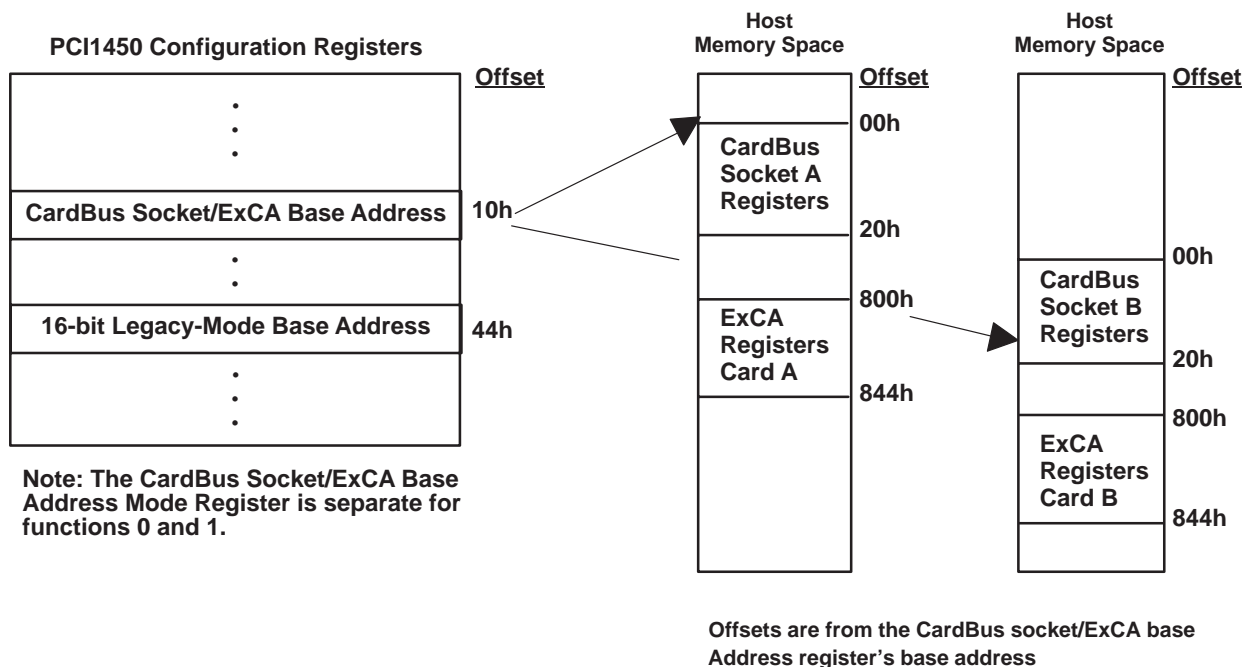 PCI1450 Configuration Registers
Offset
CardBus Socket/ExCA Base Address
10h
16-bit Legacy-Mode Base Address
44h
Note: The CardBus Socket/ExCA Base
Address Mode Register is separate for
functions 0 and 1.
Host
Memory Space
Offset
00h
CardBus
Socket A
Registers
20h
800h
ExCA
Registers
Card A
844h
Host
Memory Space
Offset
00h
CardBus
Socket B
Registers
20h
800h
ExCA
Registers
Card B
844h
Offsets are from the CardBus socket/ExCA base
Address register's base address